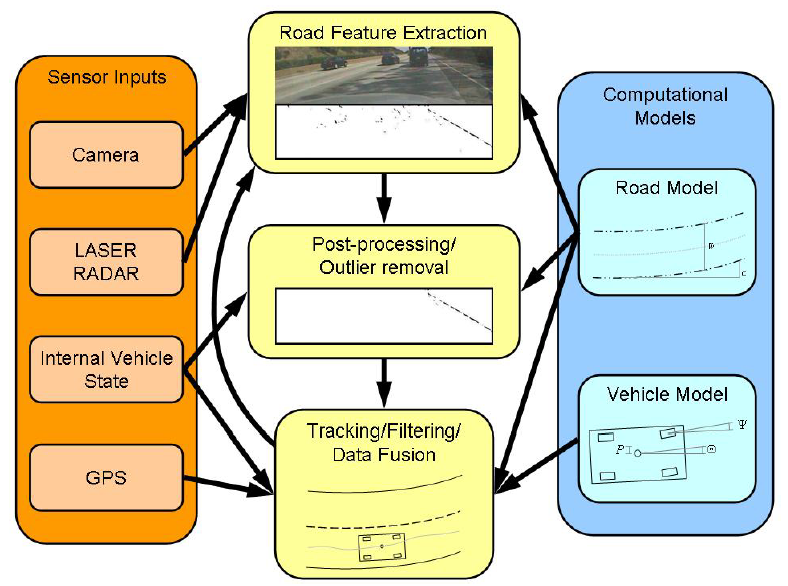 Sensor Inputs
Camera
LASER
RADAR
Internal Vehicle
State
GPS
Road Feature Extraction
Post-processing/
Outlier removal
Tracking/Filtering/
Data Fusion
Computational
Models
Road Model
C
Vehicle Model
Ψ
P
Θ